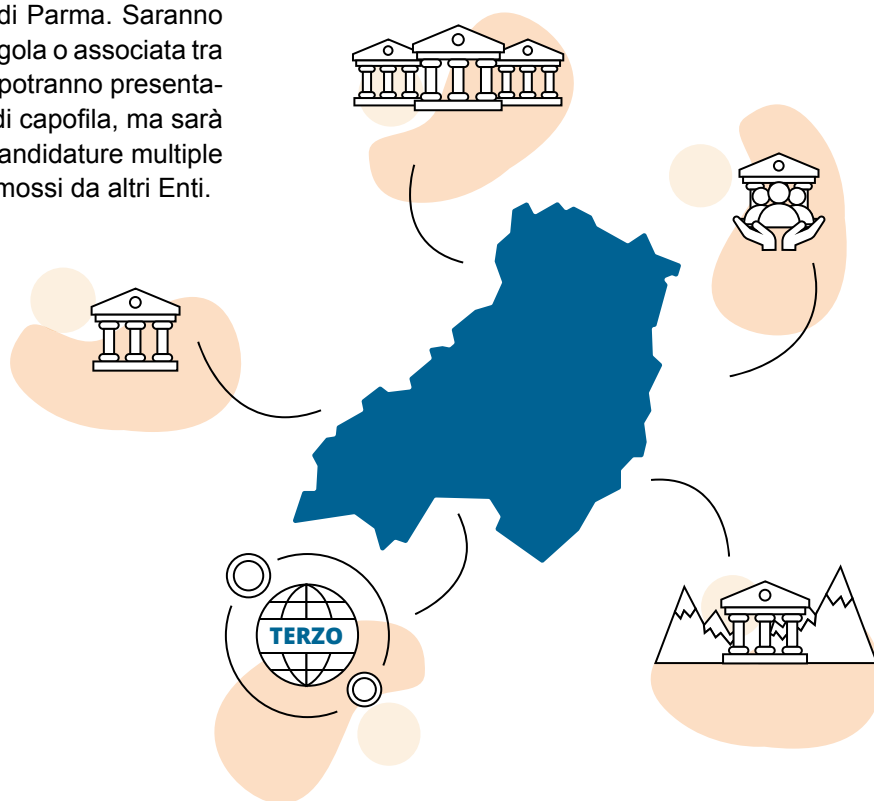 di Parma. Saranno
gola o associata tra
potranno presenta-
di capofila, ma sarà
andidature multiple
mossi da altri Enti.
TERZO